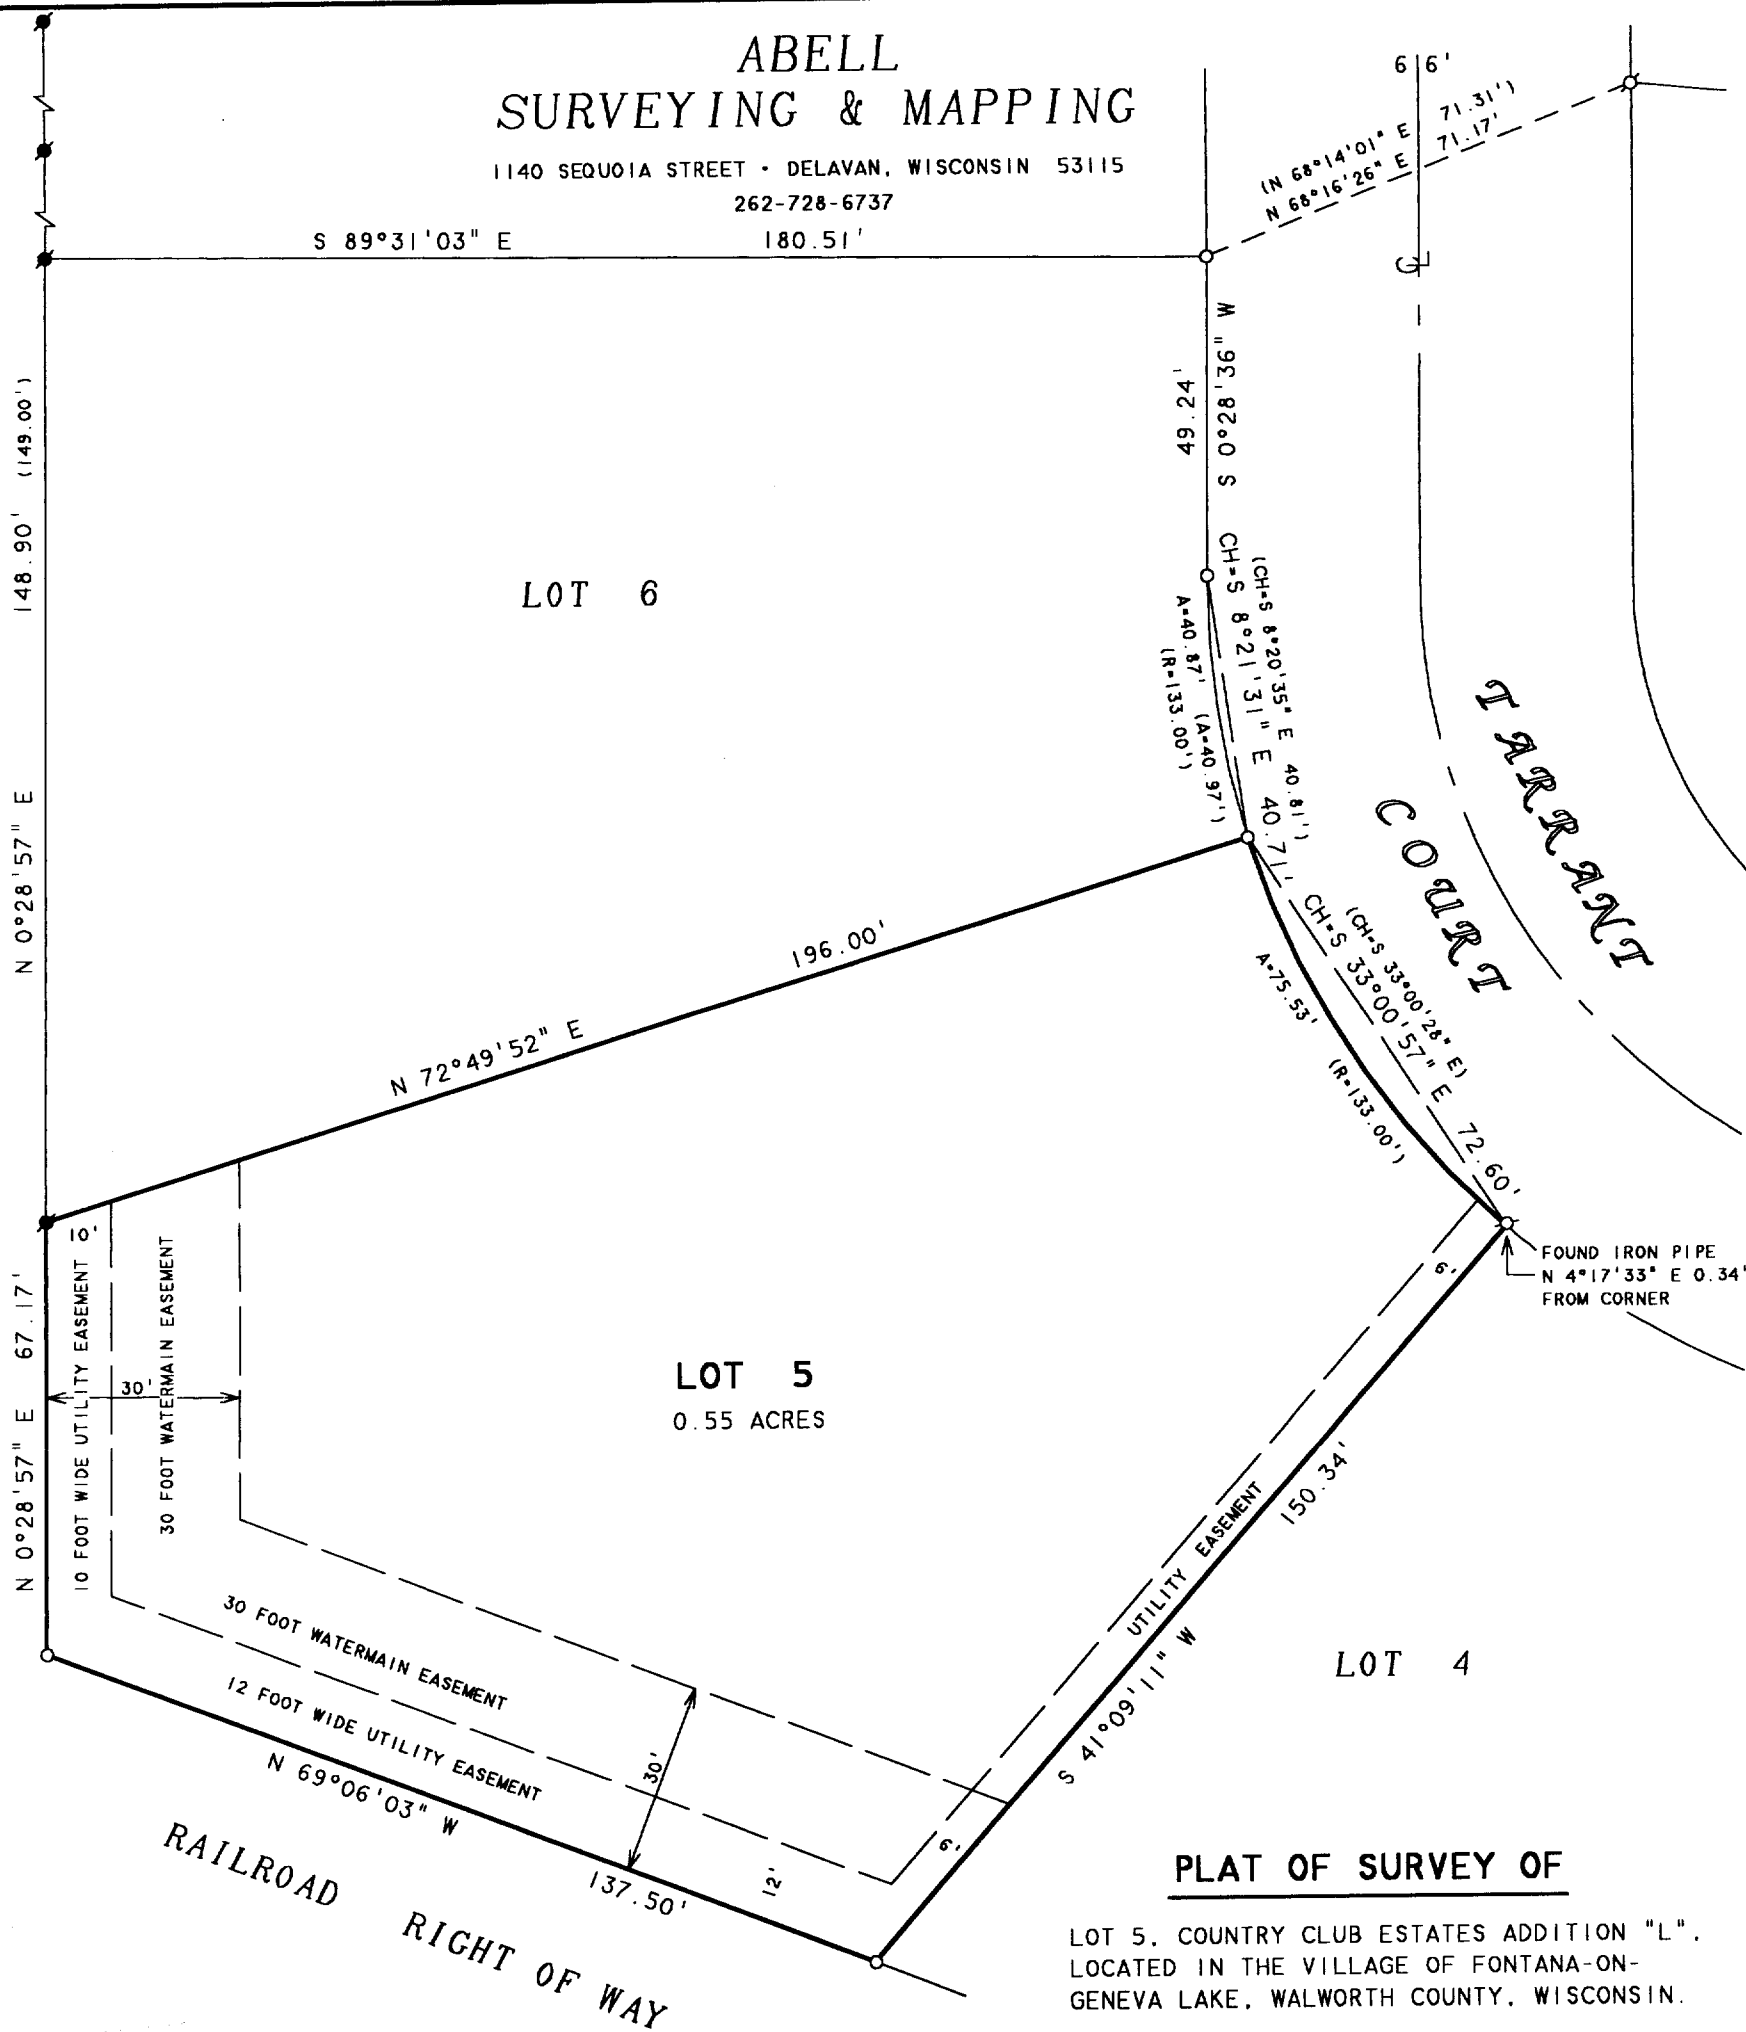 ABELL
SURVEYING & MAPPING
1140 SEQUOIA STREET • DELAVAN, WISCONSIN 53115
262-728-6737
S 89°31'03" E 180.51'
66'
(N 68°14'01" E 71.31')
N 68°16'26" E 71.17'
CL
148.90' (149.00')
N 0°28'57" E
49.24'
S 0°28'36" W
LOT 6
(CH=S 8°20'35" E 40.81')
CH=S 8°21'31" E 40.71'
A=40.87' (A=40.97')
(R=133.00')
TARRANT
COURT
196.00'
N 72°49'52" E
(CH=S 33°00'28" E)
CH=S 33°00'57" E 72.60'
A=75.53'
(R=133.00')
FOUND IRON PIPE
N 4°17'33" E 0.34'
FROM CORNER
N 0°28'57" E 67.17'
10'
10 FOOT WIDE UTILITY EASEMENT
30'
30 FOOT WATERMAIN EASEMENT
LOT 5
0.55 ACRES
6'
UTILITY EASEMENT
150.34'
S 41°09'11" W
LOT 4
30 FOOT WATERMAIN EASEMENT
12 FOOT WIDE UTILITY EASEMENT
30'
6'
12'
N 69°06'03" W
137.50'
RAILROAD RIGHT OF WAY
PLAT OF SURVEY OF
LOT 5, COUNTRY CLUB ESTATES ADDITION "L",
LOCATED IN THE VILLAGE OF FONTANA-ON-
GENEVA LAKE, WALWORTH COUNTY, WISCONSIN.